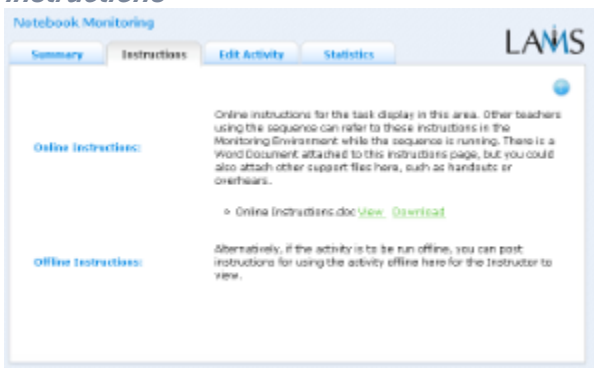 Instructions
Notebook Monitoring
LAMS
Summary Instructions Edit Activity Statistics
Online instructions for the task display in this area. Other teachers
using the sequence can refer to these instructions in the
Monitoring Environment while the sequence is running. There is a
Word Document attached to this instructions page, but you could
also attach other support files here, such as handouts or
overhears.
Online Instructions:
Online Instructions.doc View Download
Alternatively, if the activity is to be run offline, you can post
instructions for using the activity offline here for the Instructor to
view.
Offline Instructions: